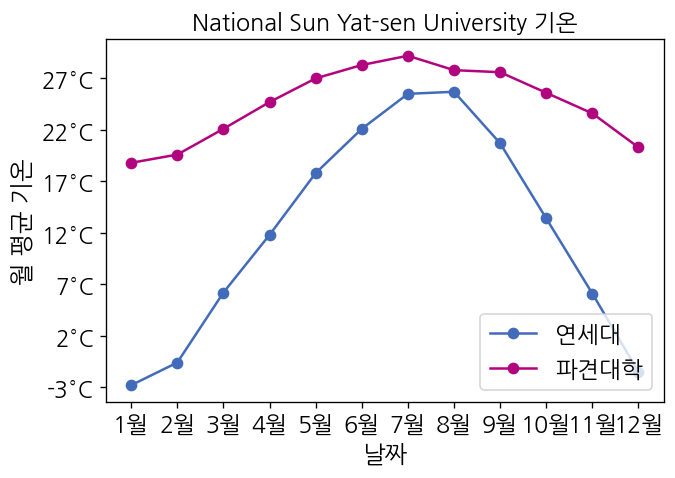 National Sun Yat-sen University 기온
월 평균 기온
27°C
22°C
17°C
12°C
7°C
2°C
-3°C
연세대
파견대학
1월 2월 3월 4월 5월 6월 7월 8월 9월 10월 11월 12월
날짜